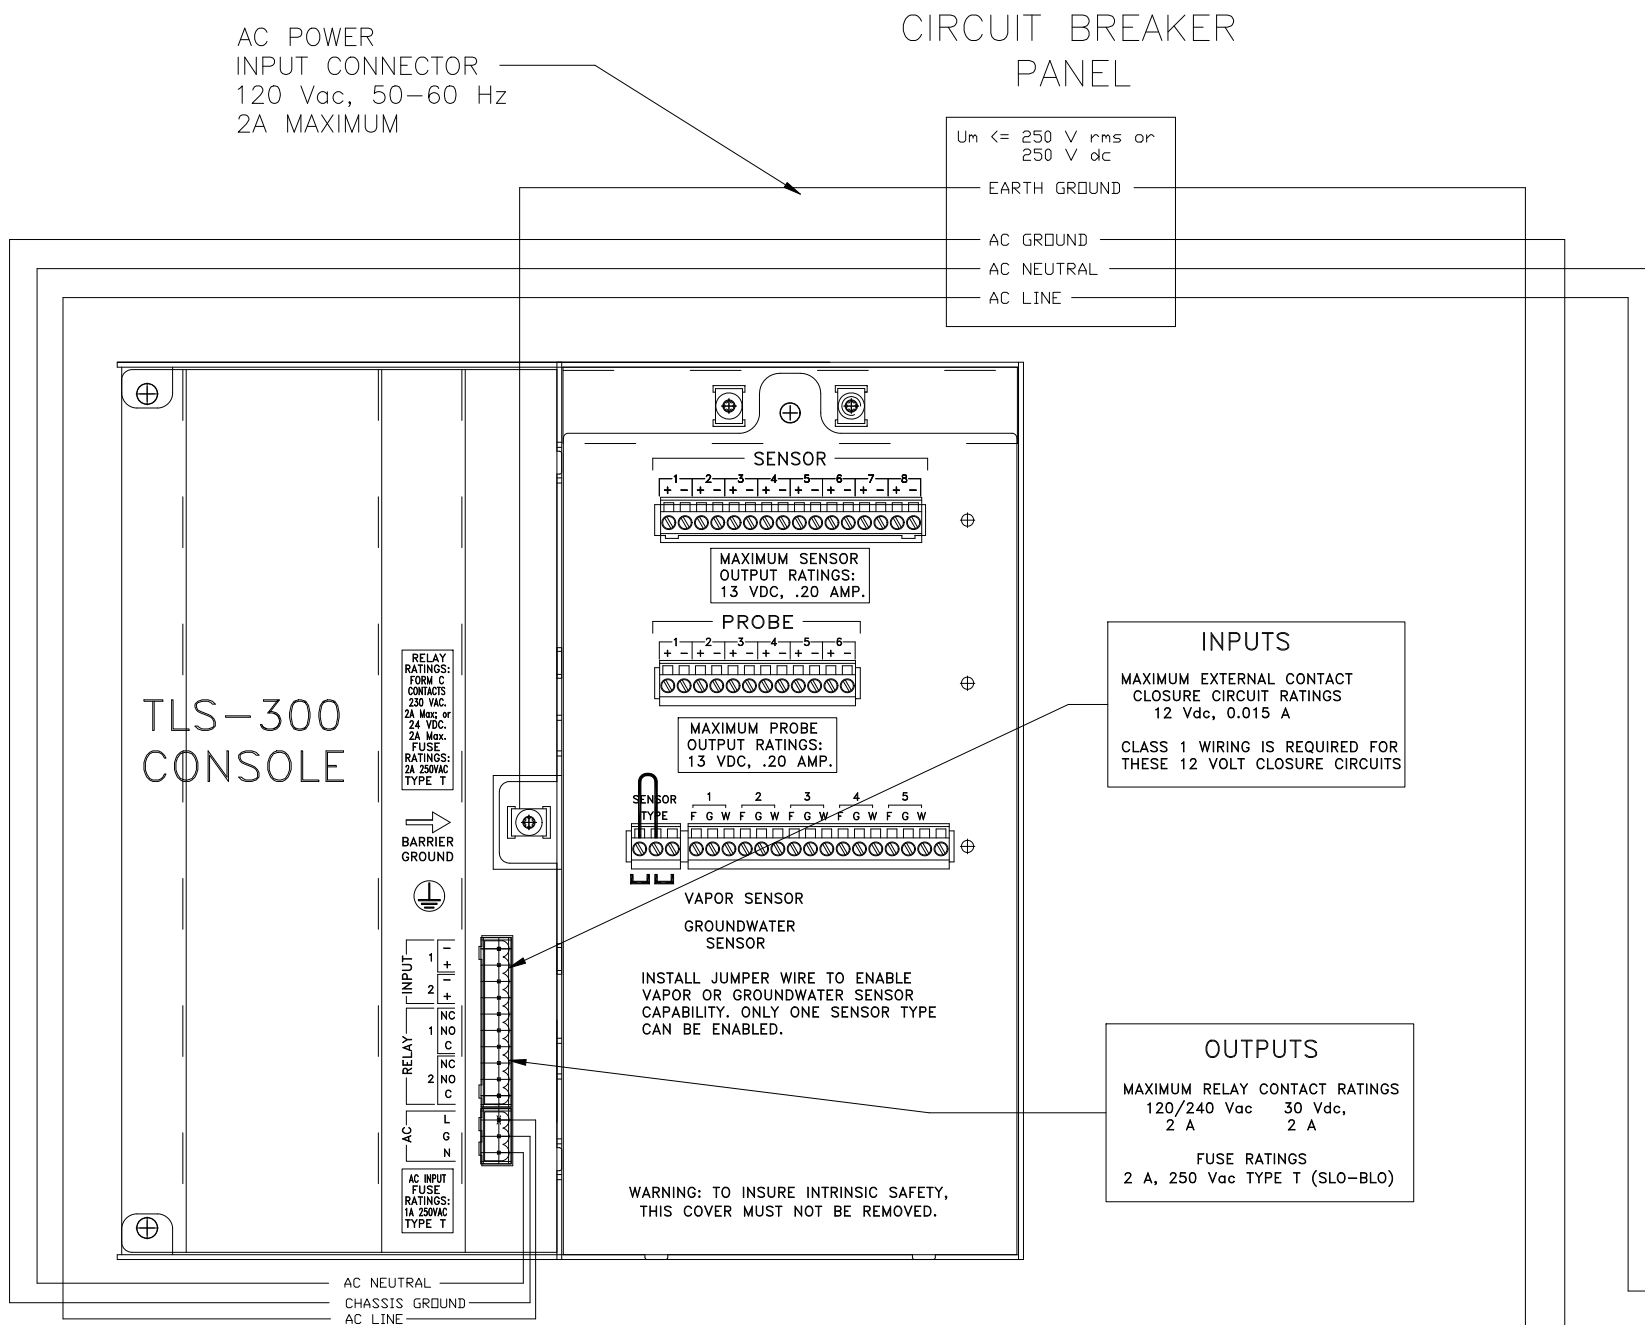 AC POWER
INPUT CONNECTOR
120 Vac, 50-60 Hz
2A MAXIMUM
CIRCUIT BREAKER
PANEL
Um <= 250 V rms or
250 V dc
EARTH GROUND
AC GROUND
AC NEUTRAL
AC LINE
TLS-300
CONSOLE
RELAY
RATINGS:
FORM C
CONTACTS
230 VAC.
2A Max; or
24 VDC.
2A Max.
FUSE
RATINGS:
2A 250VAC
TYPE T
BARRIER
GROUND
INPUT
1 - +
2 - +
RELAY
1 NC NO C
2 NC NO C
AC
L
G
N
AC INPUT
FUSE
RATINGS:
1A 250VAC
TYPE T
SENSOR
1 2 3 4 5 6 7 8
+ - + - + - + - + - + - + - + -
MAXIMUM SENSOR
OUTPUT RATINGS:
13 VDC, .20 AMP.
PROBE
1 2 3 4 5 6
+ - + - + - + - + - + -
MAXIMUM PROBE
OUTPUT RATINGS:
13 VDC, .20 AMP.
SENSOR
TYPE
1 2 3 4 5
F G W F G W F G W F G W F G W
VAPOR SENSOR
GROUNDWATER
SENSOR
INSTALL JUMPER WIRE TO ENABLE
VAPOR OR GROUNDWATER SENSOR
CAPABILITY. ONLY ONE SENSOR TYPE
CAN BE ENABLED.
WARNING: TO INSURE INTRINSIC SAFETY,
THIS COVER MUST NOT BE REMOVED.
INPUTS
MAXIMUM EXTERNAL CONTACT
CLOSURE CIRCUIT RATINGS
12 Vdc, 0.015 A
CLASS 1 WIRING IS REQUIRED FOR
THESE 12 VOLT CLOSURE CIRCUITS
OUTPUTS
MAXIMUM RELAY CONTACT RATINGS
120/240 Vac 30 Vdc,
2 A 2 A
FUSE RATINGS
2 A, 250 Vac TYPE T (SLO-BLO)
AC NEUTRAL
CHASSIS GROUND
AC LINE